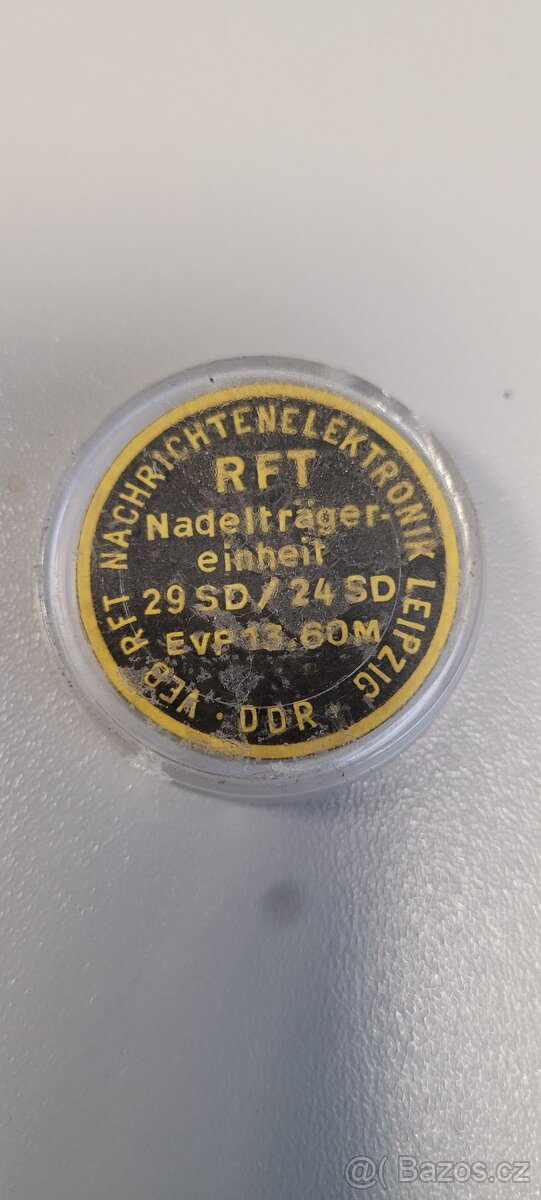 VEB RFT NACHRICHTENELEKTRONIK LEIPZIG
RFT
Nadelträger-
einheit
29 SD / 24 SD
EVP 13.60M
· DDR ·
Bazos.cz